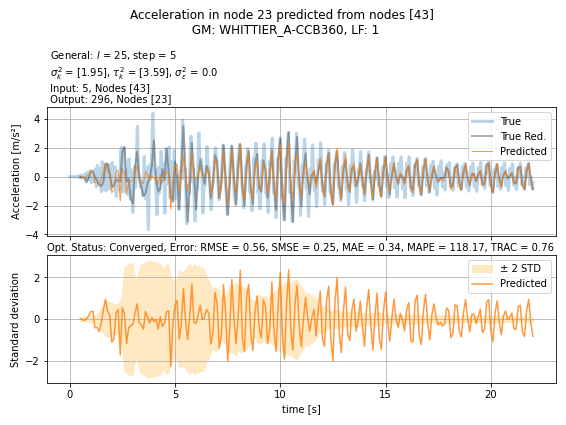 Acceleration in node 23 predicted from nodes [43]
GM: WHITTIER_A-CCB360, LF: 1
General: l = 25, step = 5
σ²ₖ = [1.95], τ²ₖ = [3.59], σ²ᵣ = 0.0
Input: 5, Nodes [43]
Output: 296, Nodes [23]
Acceleration [m/s²]
4
2
0
−2
−4
True
True Red.
Predicted
Opt. Status: Converged, Error: RMSE = 0.56, SMSE = 0.25, MAE = 0.34, MAPE = 118.17, TRAC = 0.76
Standard deviation
2
0
−2
± 2 STD
Predicted
0
5
10
15
20
time [s]